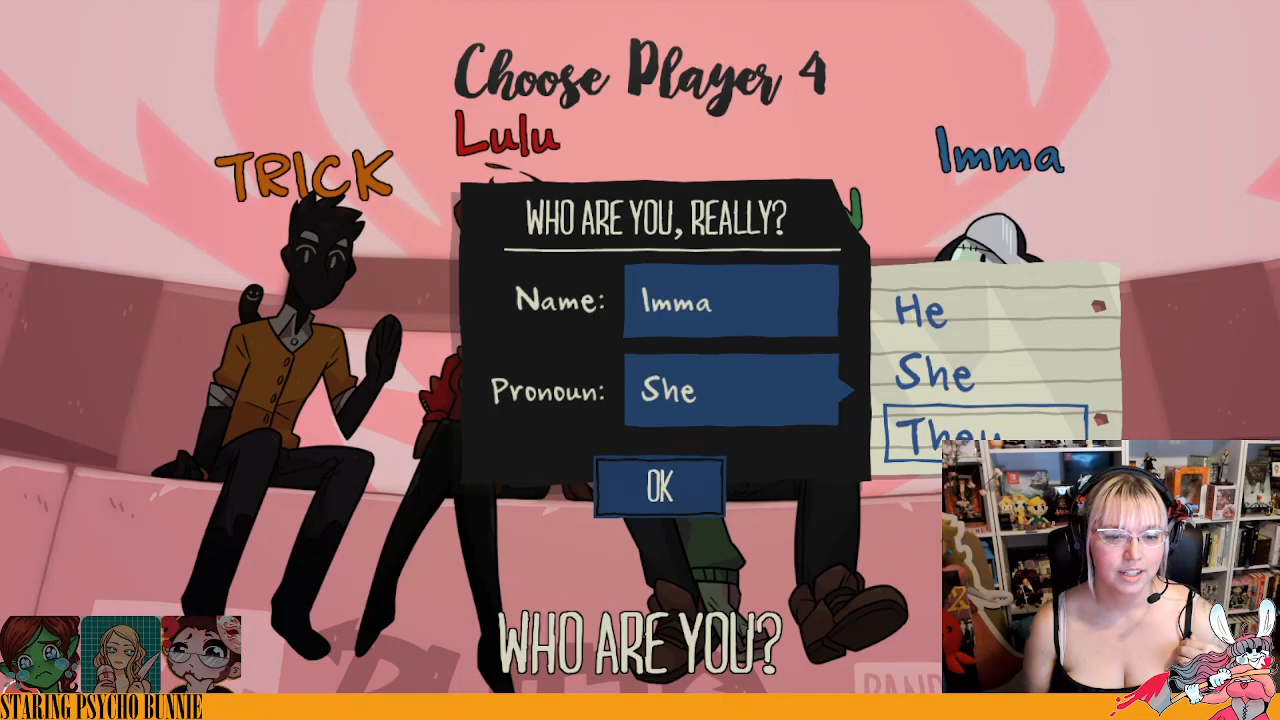 Choose Player 4
TRICK
Lulu
Imma
WHO ARE YOU, REALLY?
Name: Imma
Pronoun: She
He
She
They
OK
WHO ARE YOU?
STARING PSYCHO BUNNIE